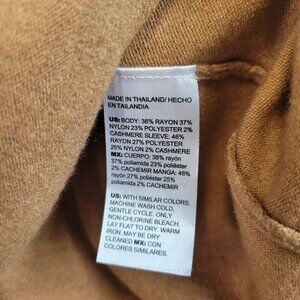 MADE IN THAILAND/ HECHO
EN TAILANDIA
US: BODY: 38% RAYON 37%
NYLON 23% POLYESTER 2%
CASHMERE SLEEVE: 46%
RAYON 27% POLYESTER
25% NYLON 2% CASHMERE
MX: CUERPO: 38% rayón
37% poliamida 23% poliester
2% CACHEMIR MANGA: 46%
rayón 27% poliester 25%
poliamida 2% CACHEMIR
US: WITH SIMILAR COLORS.
MACHINE WASH COLD,
GENTLE CYCLE. ONLY
NON-CHLORINE BLEACH,
LAY FLAT TO DRY. WARM
IRON. MAY BE DRY
CLEANED MX: CON
COLORES SIMILARES.